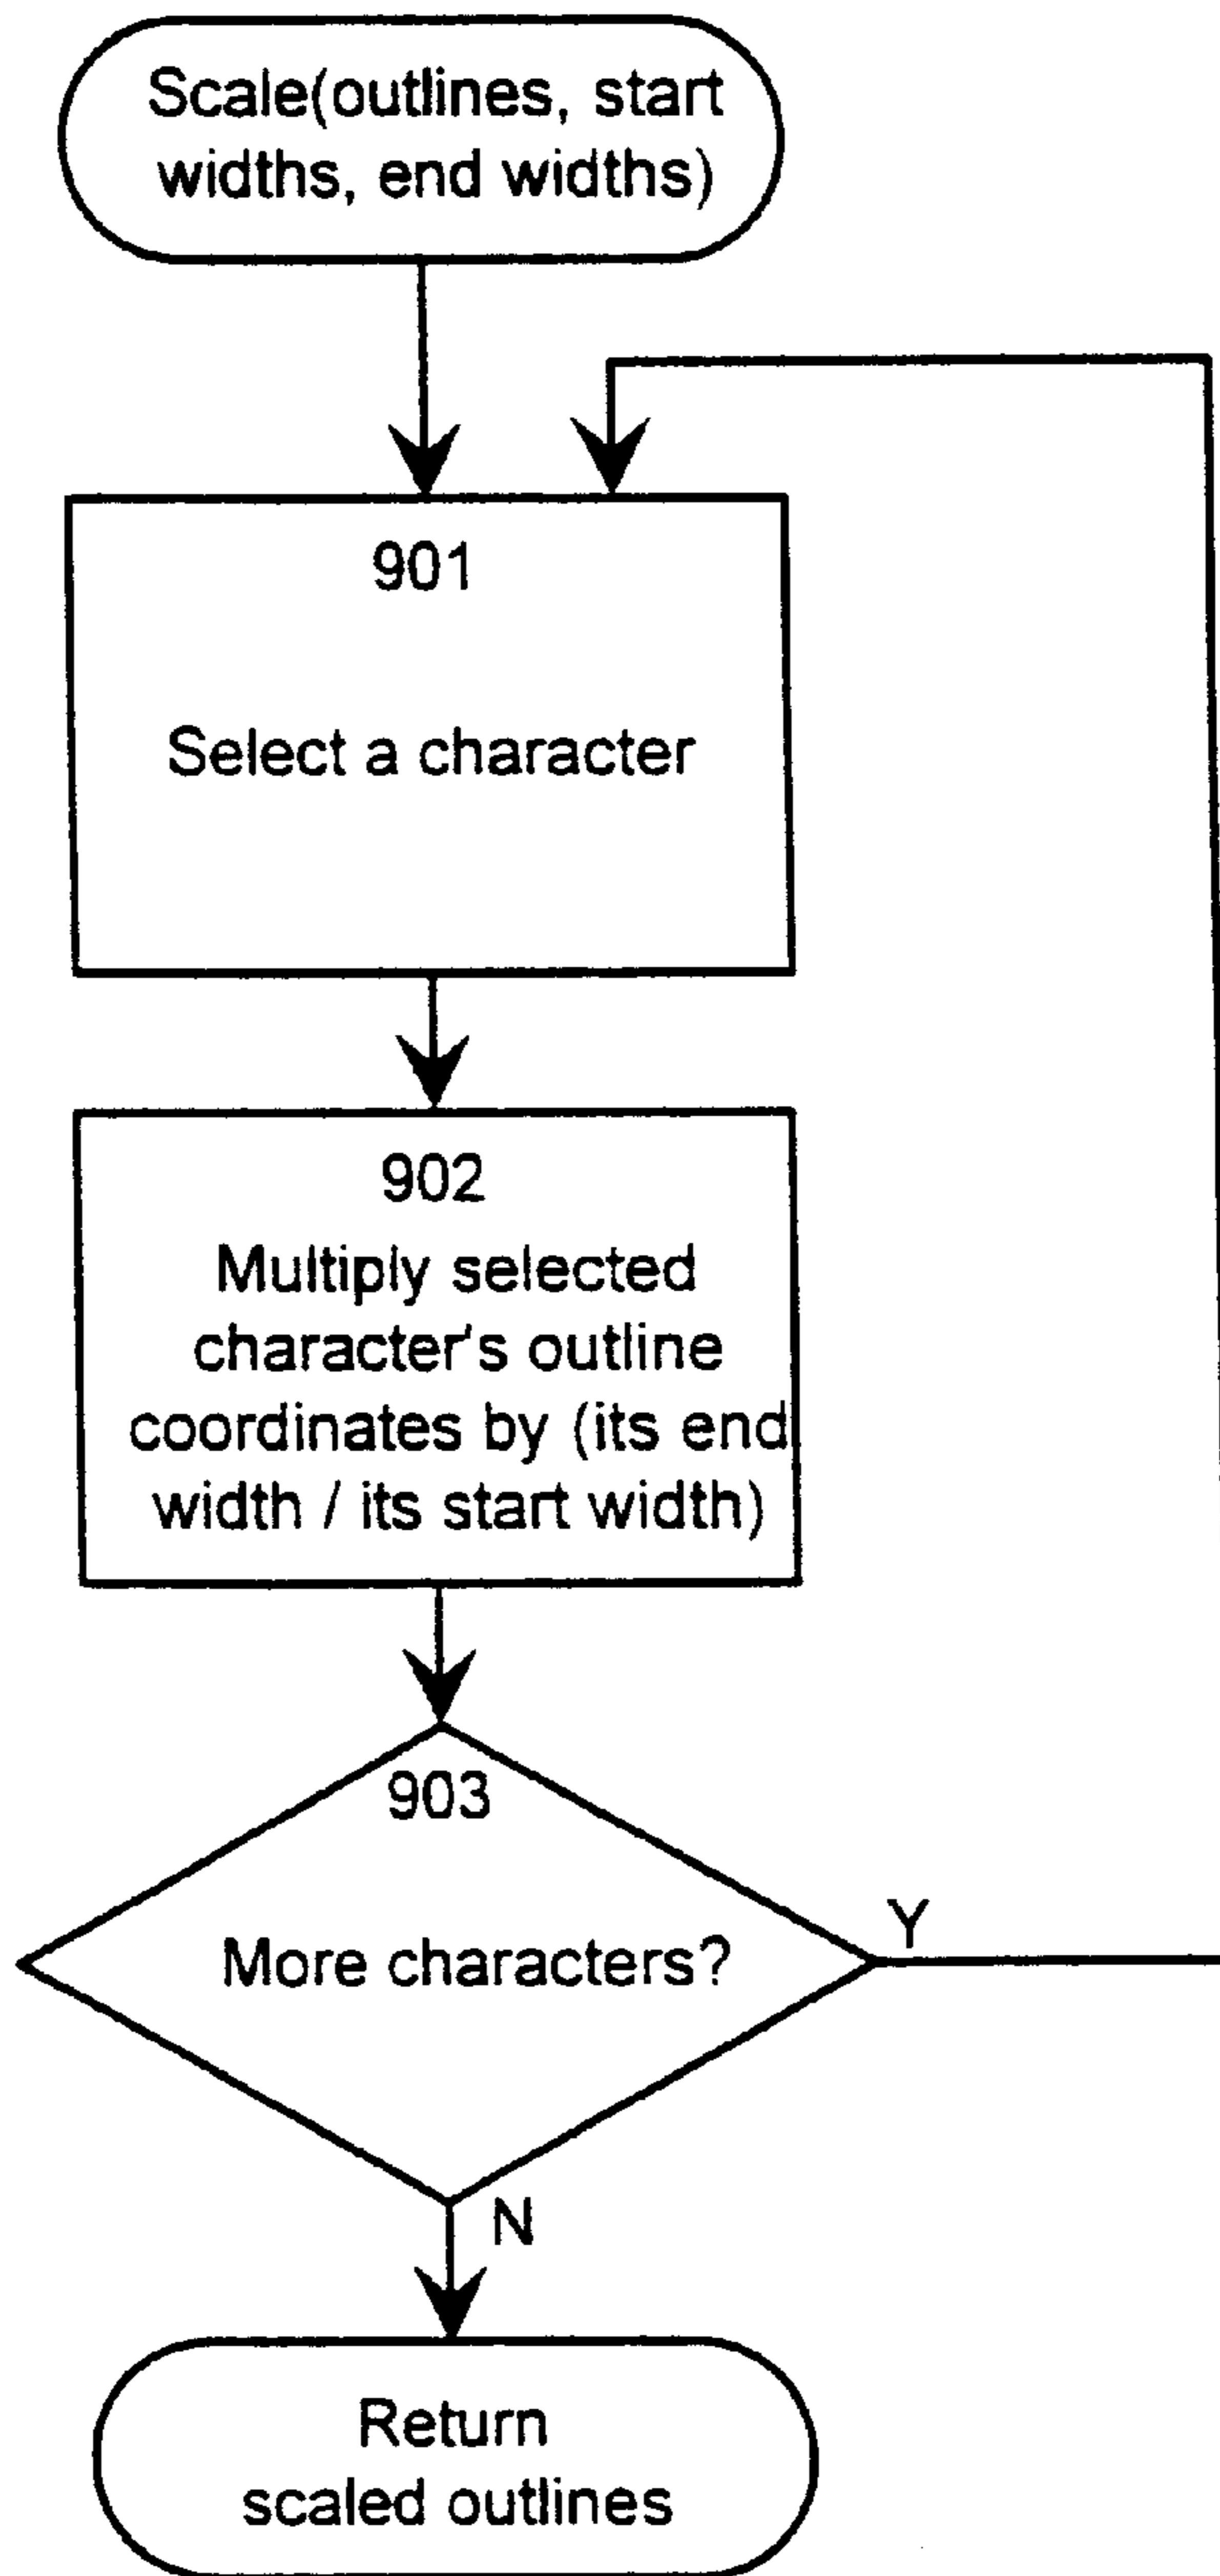 Scale(outlines, start
widths, end widths)
901
Select a character
902
Multiply selected
character's outline
coordinates by (its end
width / its start width)
903
More characters?
Y
N
Return
scaled outlines